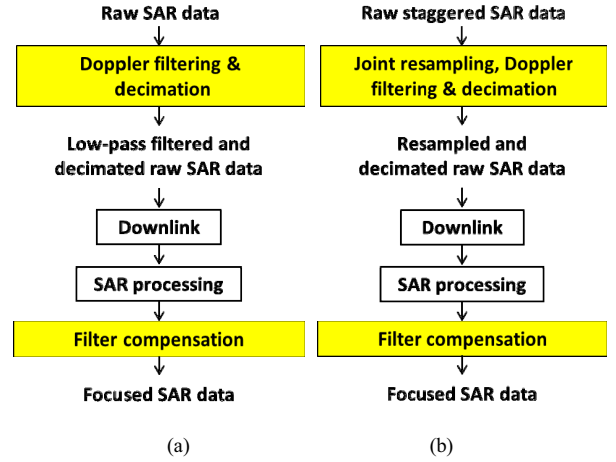 Raw SAR data
Doppler filtering &
decimation
Low-pass filtered and
decimated raw SAR data
Downlink
SAR processing
Filter compensation
Focused SAR data
(a)
Raw staggered SAR data
Joint resampling, Doppler
filtering & decimation
Resampled and
decimated raw SAR data
Downlink
SAR processing
Filter compensation
Focused SAR data
(b)